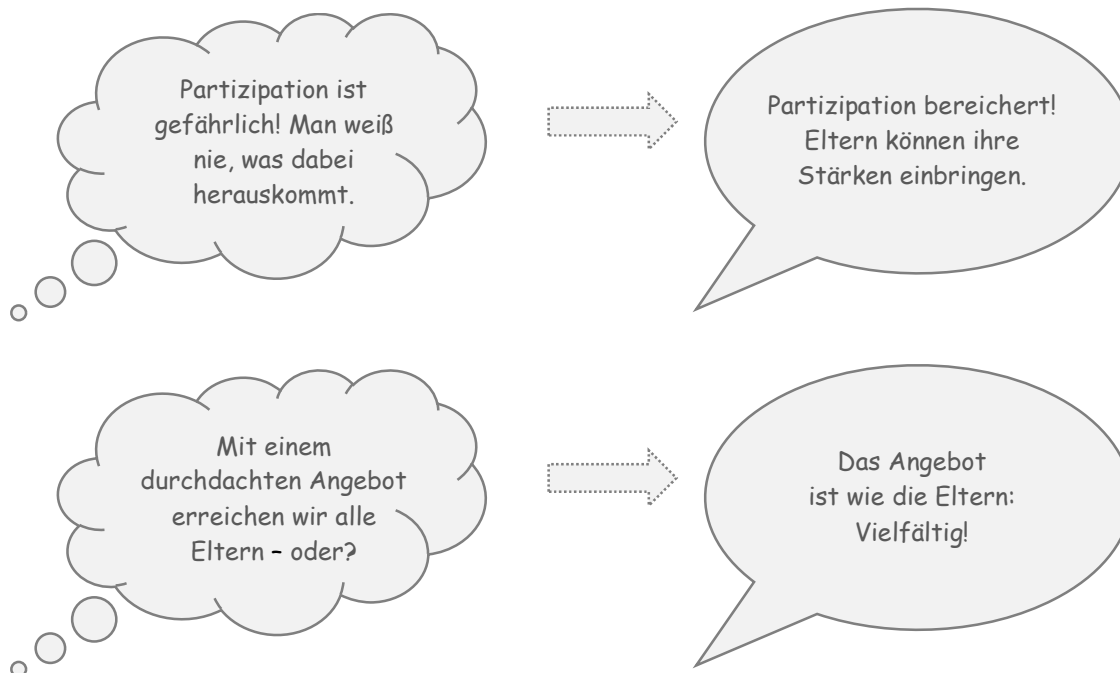 Partizipation ist
gefährlich! Man weiß
nie, was dabei
herauskommt.
Partizipation bereichert!
Eltern können ihre
Stärken einbringen.
Mit einem
durchdachten Angebot
erreichen wir alle
Eltern – oder?
Das Angebot
ist wie die Eltern:
Vielfältig!